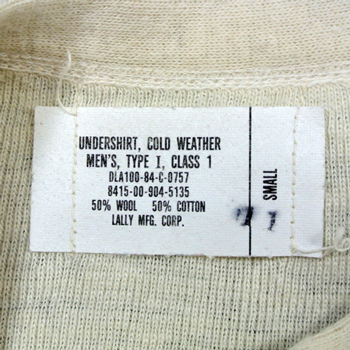 UNDERSHIRT, COLD WEATHER
MEN'S, TYPE I, CLASS 1
DLA100-84-C-0757
8415-00-904-5135
50% WOOL 50% COTTON
LALLY MFG. CORP.
SMALL